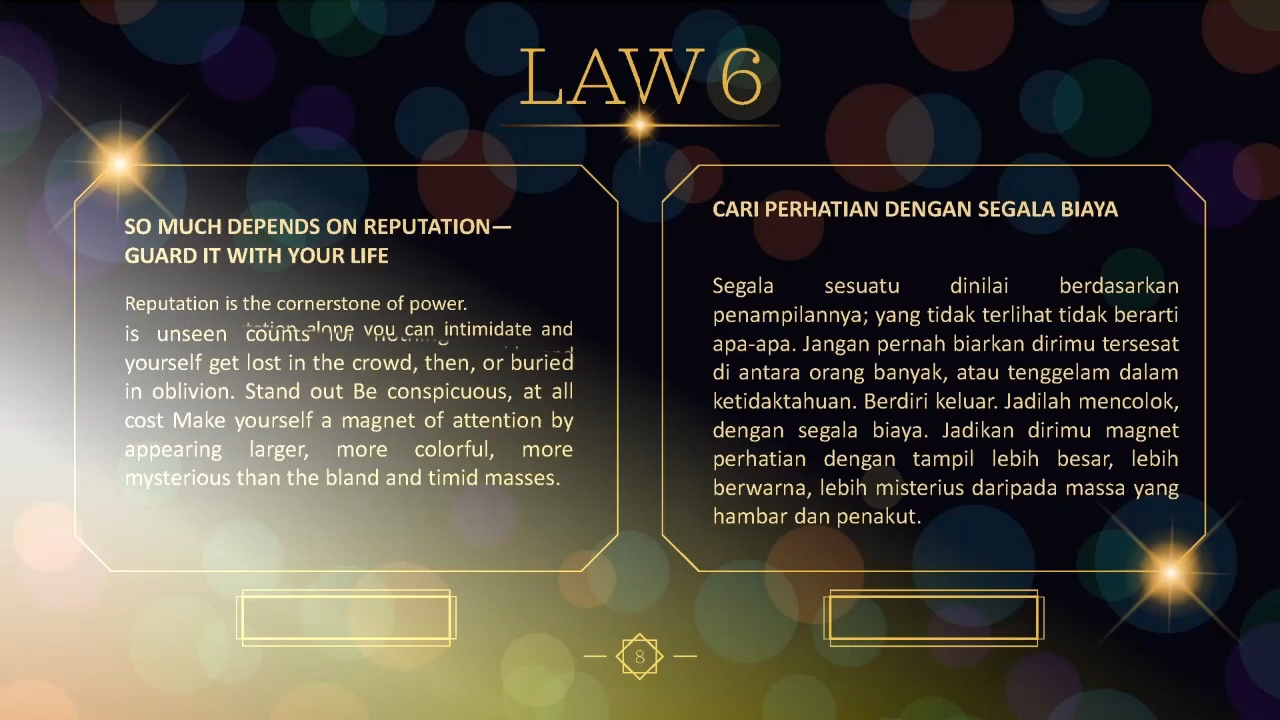 LAW 6
SO MUCH DEPENDS ON REPUTATION—
GUARD IT WITH YOUR LIFE
Reputation is the cornerstone of power.
is unseen counts alone you can intimidate and
yourself get lost in the crowd, then, or buried
in oblivion. Stand out Be conspicuous, at all
cost Make yourself a magnet of attention by
appearing larger, more colorful, more
mysterious than the bland and timid masses.
CARI PERHATIAN DENGAN SEGALA BIAYA
Segala sesuatu dinilai berdasarkan
penampilannya; yang tidak terlihat tidak berarti
apa-apa. Jangan pernah biarkan dirimu tersesat
di antara orang banyak, atau tenggelam dalam
ketidaktahuan. Berdiri keluar. Jadilah mencolok,
dengan segala biaya. Jadikan dirimu magnet
perhatian dengan tampil lebih besar, lebih
berwarna, lebih misterius daripada massa yang
hambar dan penakut.
8